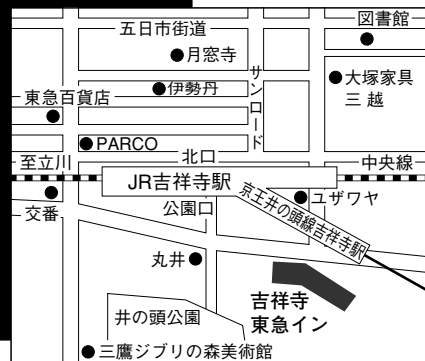 図書館
五日市街道
月窓寺
サンロード
伊勢丹
大塚家具
三越
東急百貨店
PARCO
至立川
北口
中央線
JR吉祥寺駅
ユザワヤ
京王井の頭線吉祥寺駅
公園口
交番
丸井
吉祥寺
東急イン
井の頭公園
三鷹ジブリの森美術館